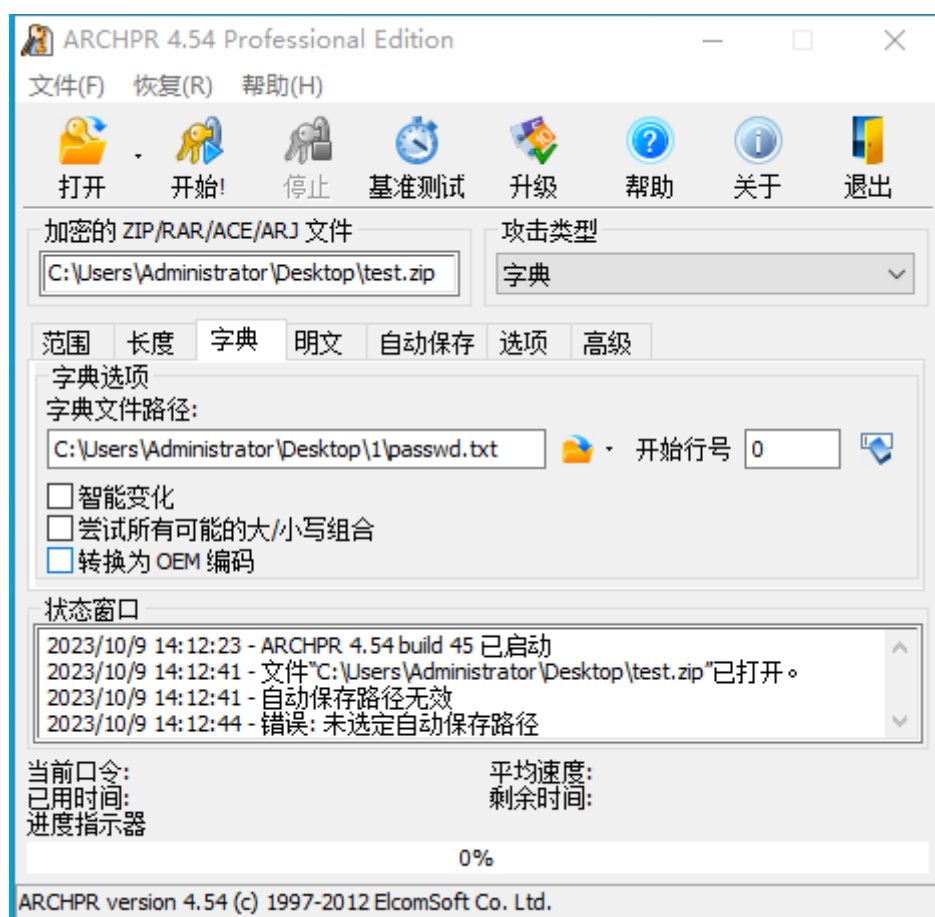 ARCHPR 4.54 Professional Edition
文件(F) 恢复(R) 帮助(H)
打开 开始! 停止 基准测试 升级 帮助 关于 退出
加密的 ZIP/RAR/ACE/ARJ 文件 攻击类型
C:\Users\Administrator\Desktop\test.zip 字典
范围 长度 字典 明文 自动保存 选项 高级
字典选项
字典文件路径:
C:\Users\Administrator\Desktop\1\passwd.txt 开始行号 0
智能变化
尝试所有可能的大/小写组合
转换为 OEM 编码
状态窗口
2023/10/9 14:12:23 - ARCHPR 4.54 build 45 已启动
2023/10/9 14:12:41 - 文件“C:\Users\Administrator\Desktop\test.zip”已打开。
2023/10/9 14:12:41 - 自动保存路径无效
2023/10/9 14:12:44 - 错误: 未选定自动保存路径
当前口令: 平均速度:
已用时间: 剩余时间:
进度指示器
0%
ARCHPR version 4.54 (c) 1997-2012 ElcomSoft Co. Ltd.